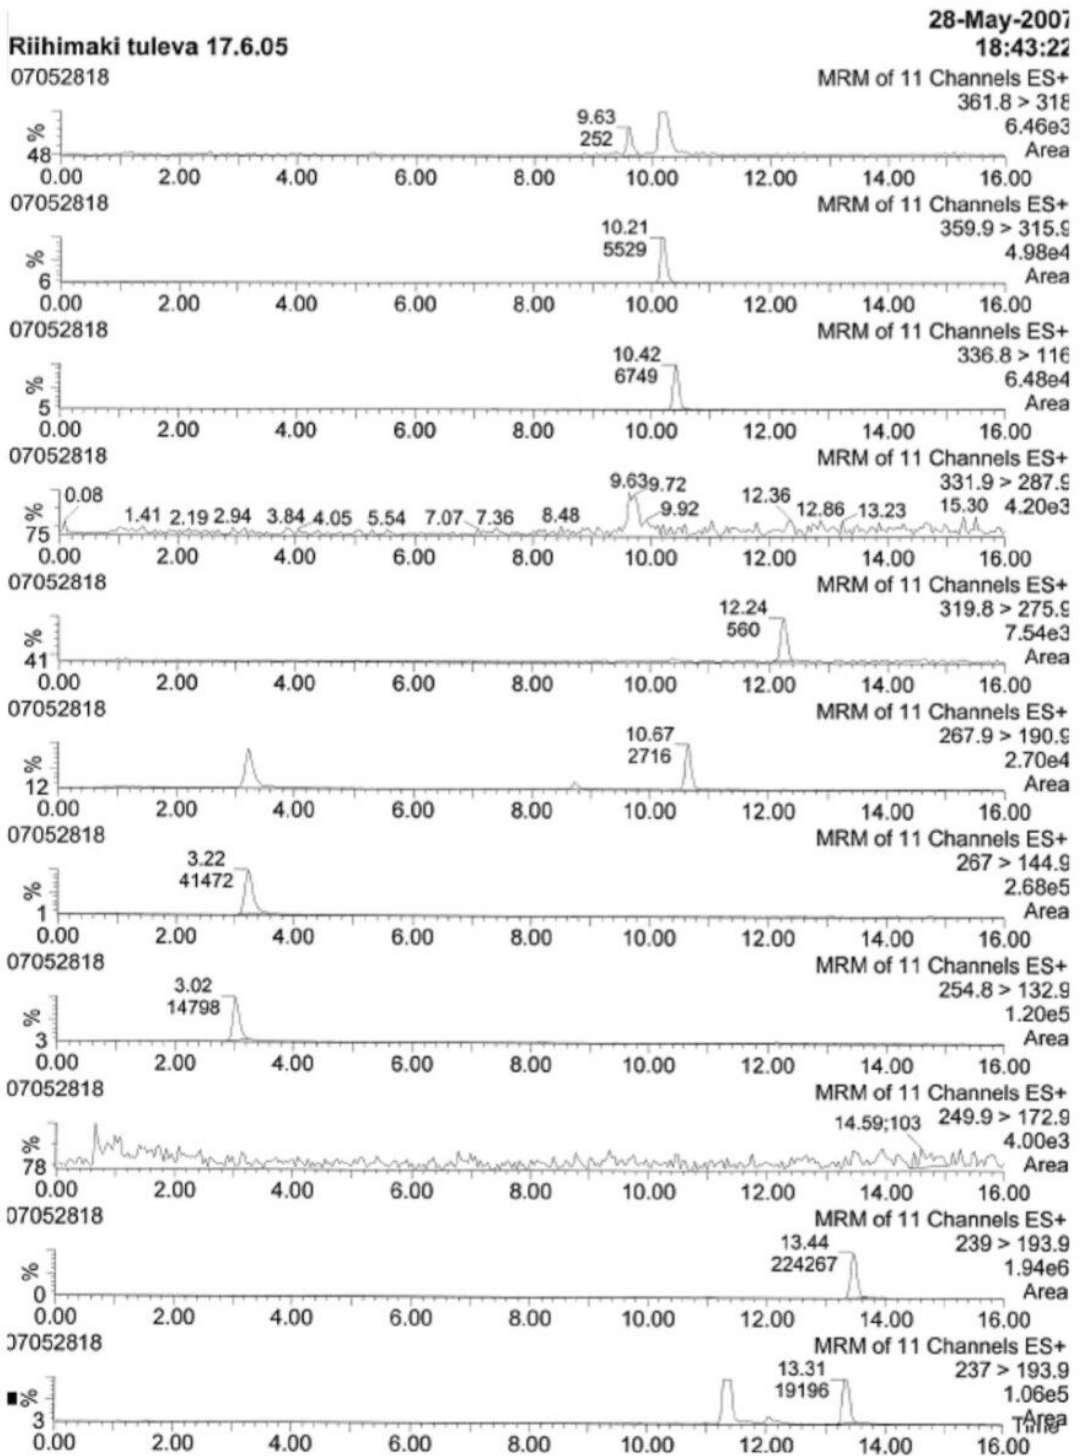 28-May-2007
Riihimaki tuleva 17.6.05 18:43:22
07052818 MRM of 11 Channels ES+
361.8 > 318
9.63 6.46e3
252 Area
%
48
0.00 2.00 4.00 6.00 8.00 10.00 12.00 14.00 16.00
07052818 MRM of 11 Channels ES+
10.21 359.9 > 315.9
5529 4.98e4
% Area
6
0.00 2.00 4.00 6.00 8.00 10.00 12.00 14.00 16.00
07052818 MRM of 11 Channels ES+
10.42 336.8 > 116
6749 6.48e4
% Area
5
0.00 2.00 4.00 6.00 8.00 10.00 12.00 14.00 16.00
07052818 MRM of 11 Channels ES+
9.63 9.72 331.9 > 287.9
0.08 12.36 15.30 4.20e3
1.41 2.19 2.94 3.84 4.05 5.54 7.07 7.36 8.48 9.92 12.86 13.23
%
75
0.00 2.00 4.00 6.00 8.00 10.00 12.00 14.00 16.00
07052818 MRM of 11 Channels ES+
12.24 319.8 > 275.9
560 7.54e3
% Area
41
0.00 2.00 4.00 6.00 8.00 10.00 12.00 14.00 16.00
07052818 MRM of 11 Channels ES+
10.67 267.9 > 190.9
2716 2.70e4
% Area
12
0.00 2.00 4.00 6.00 8.00 10.00 12.00 14.00 16.00
07052818 MRM of 11 Channels ES+
3.22 267 > 144.9
41472 2.68e5
% Area
1
0.00 2.00 4.00 6.00 8.00 10.00 12.00 14.00 16.00
07052818 MRM of 11 Channels ES+
3.02 254.8 > 132.9
14798 1.20e5
% Area
3
0.00 2.00 4.00 6.00 8.00 10.00 12.00 14.00 16.00
07052818 MRM of 11 Channels ES+
14.59;103 249.9 > 172.9
4.00e3
% Area
78
0.00 2.00 4.00 6.00 8.00 10.00 12.00 14.00 16.00
07052818 MRM of 11 Channels ES+
13.44 239 > 193.9
224267 1.94e6
% Area
0
0.00 2.00 4.00 6.00 8.00 10.00 12.00 14.00 16.00
07052818 MRM of 11 Channels ES+
13.31 237 > 193.9
19196 1.06e5
% Area
3 Time
0.00 2.00 4.00 6.00 8.00 10.00 12.00 14.00 16.00